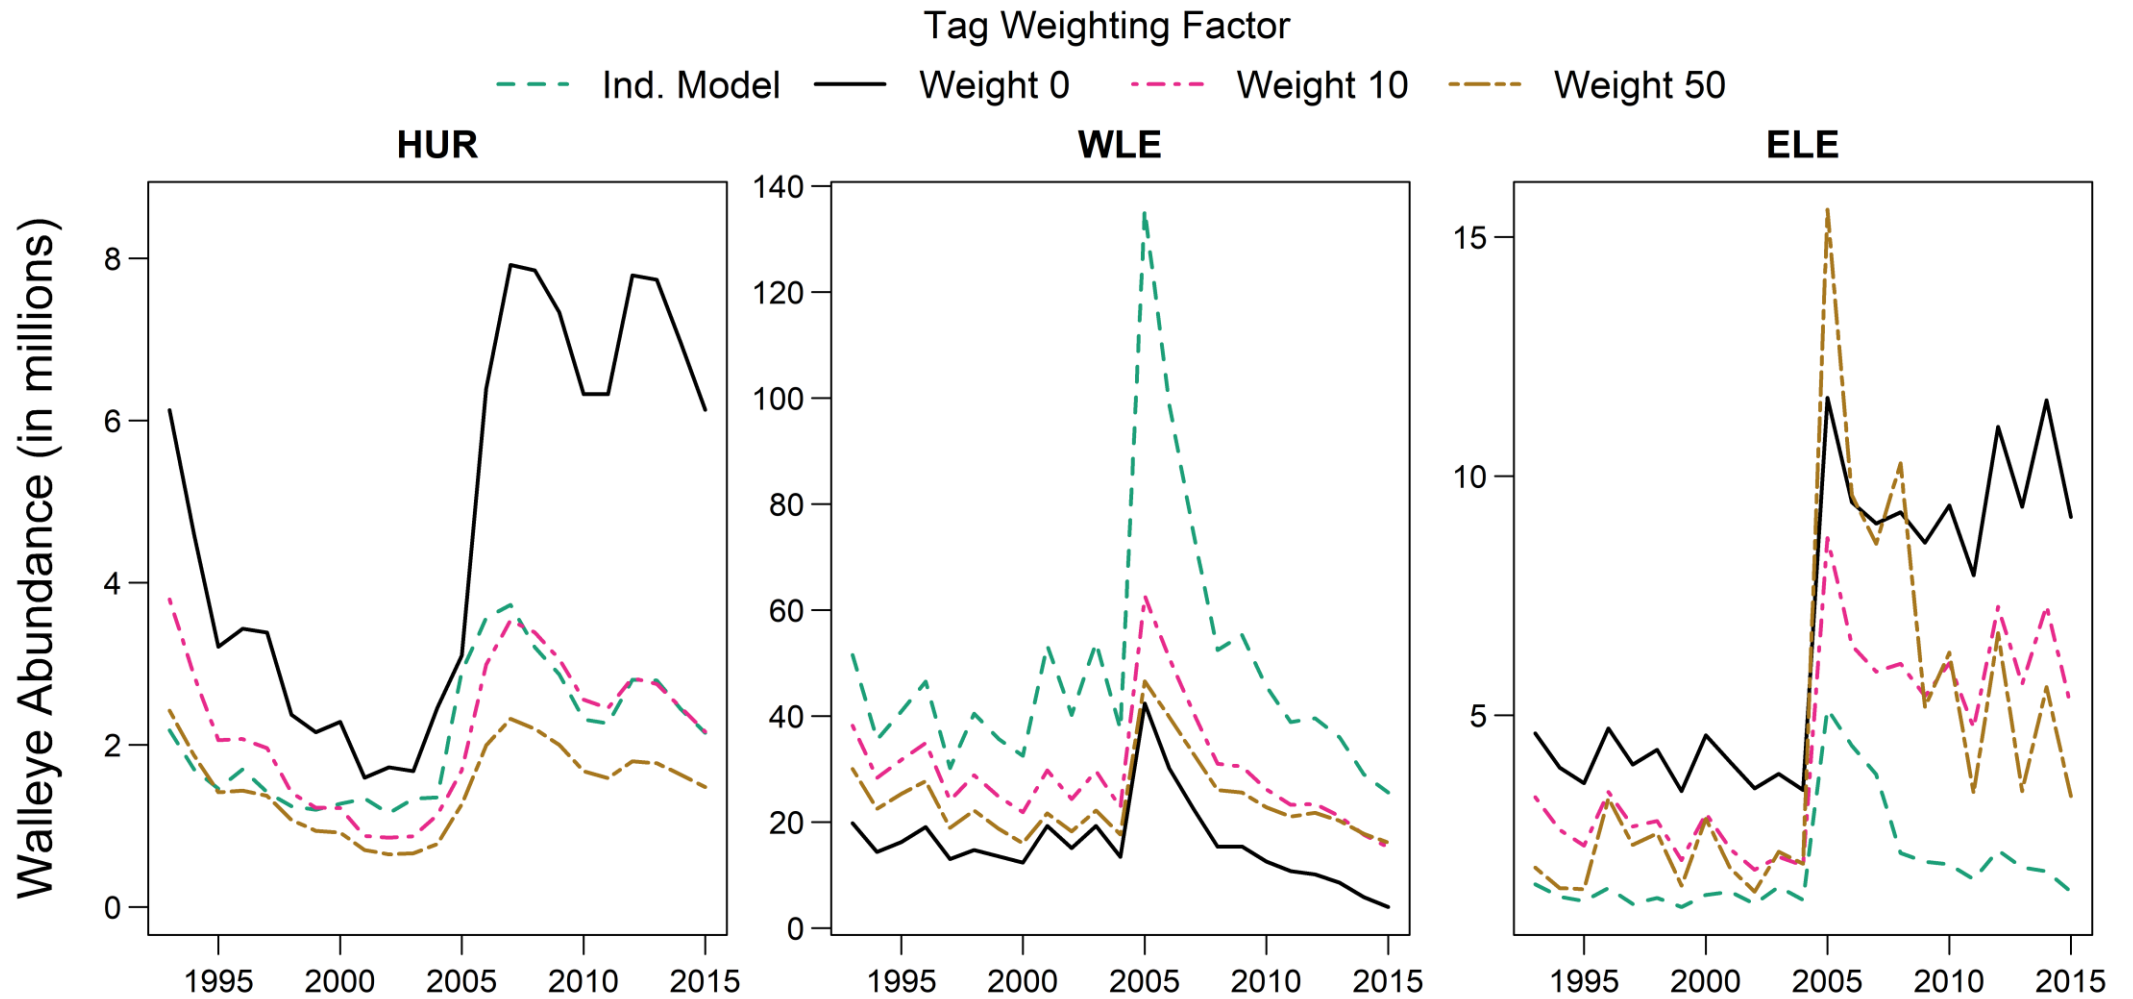 Tag Weighting Factor
Ind. Model Weight 0 Weight 10 Weight 50
HUR WLE ELE
Walleye Abundance (in millions)
8
6
4
2
0
1995 2000 2005 2010 2015
140
120
100
80
60
40
20
0
1995 2000 2005 2010 2015
15
10
5
1995 2000 2005 2010 2015